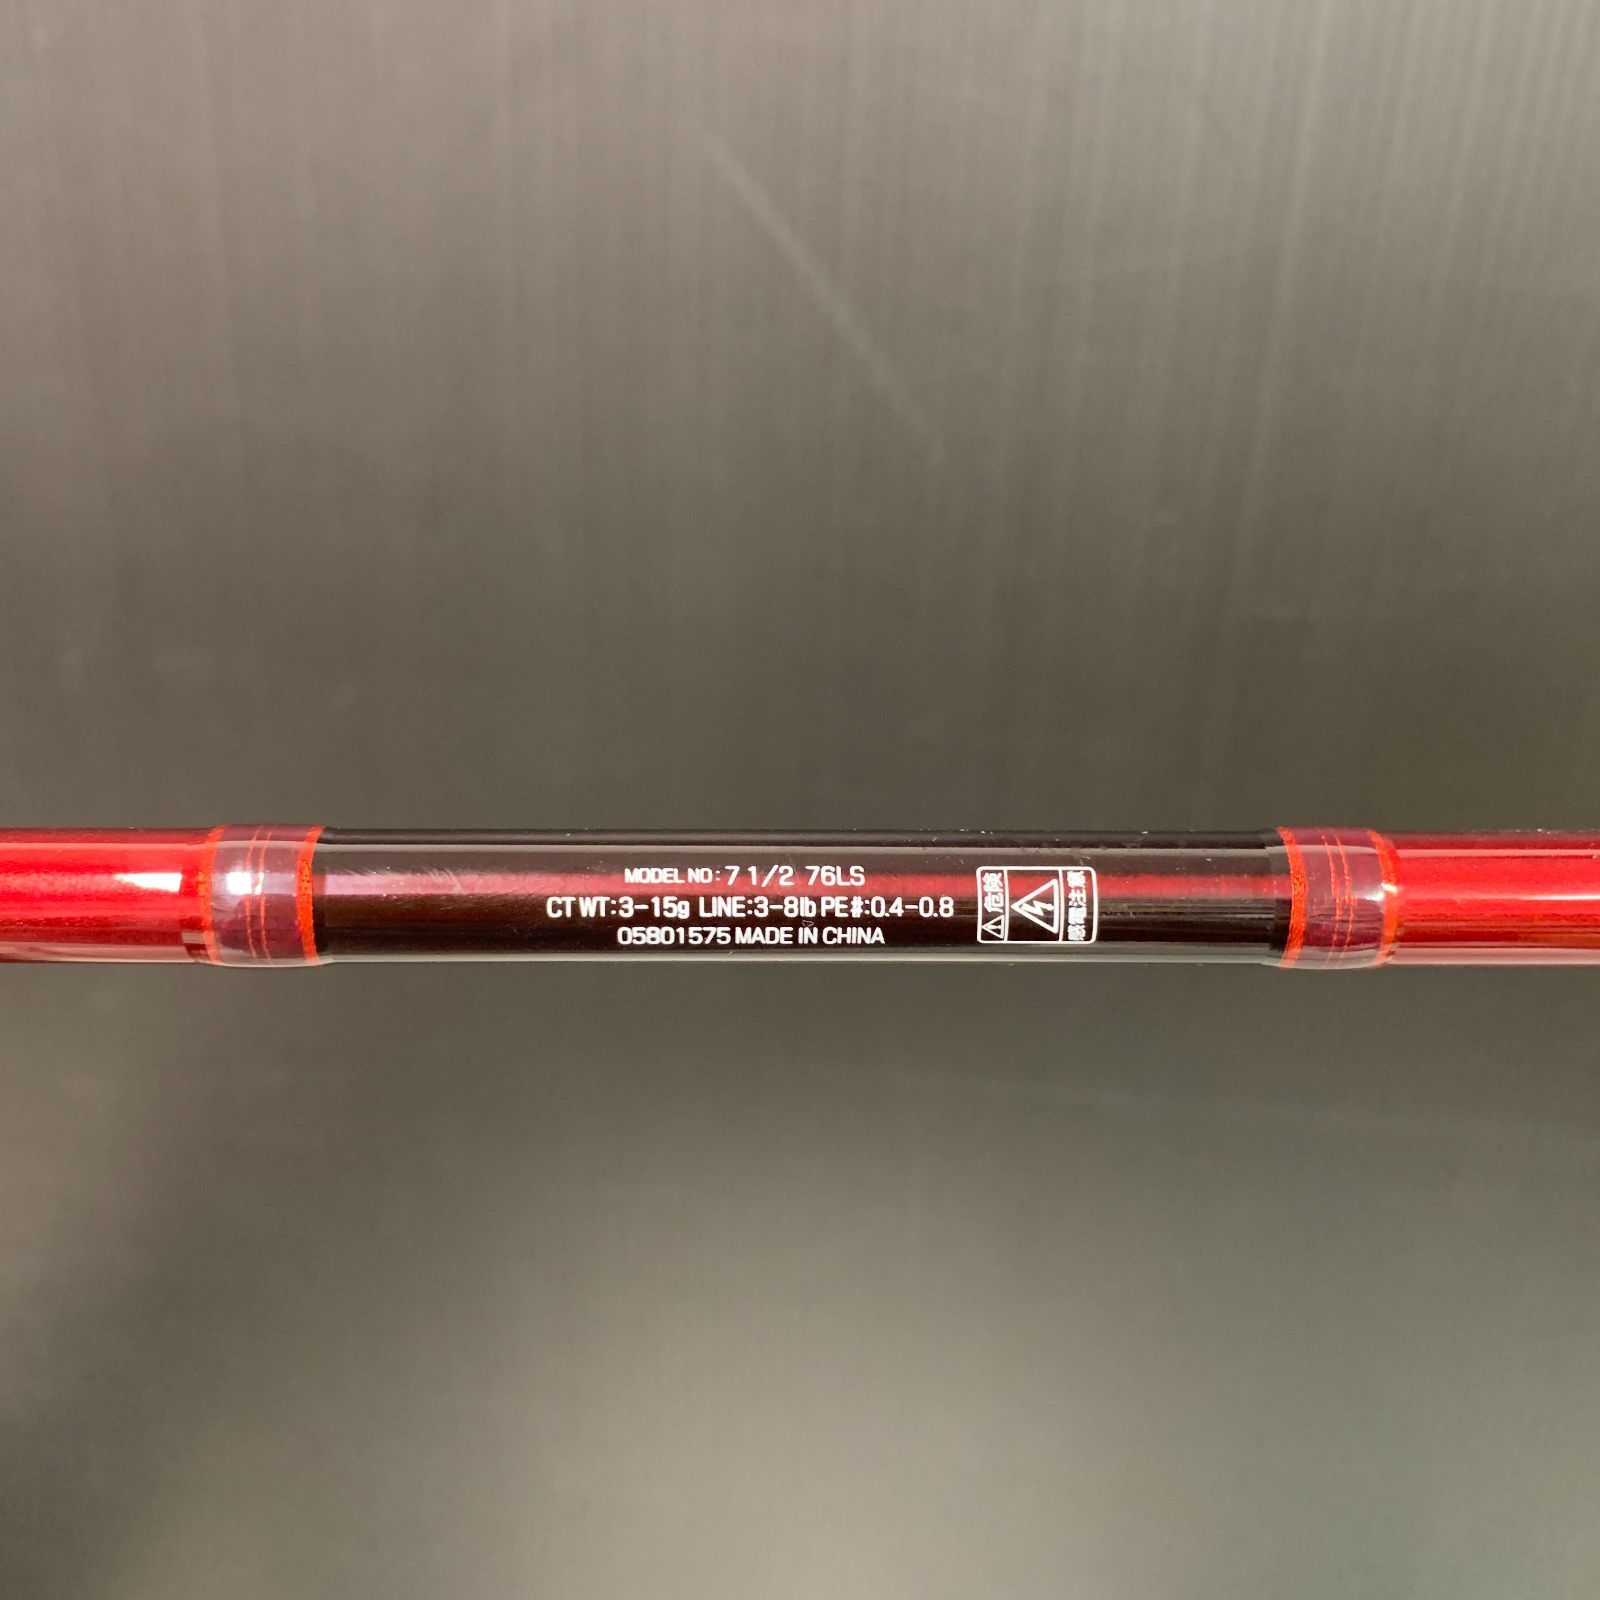 MODEL NO: 7 1/2 76LS
CT WT:3-15g LINE:3-8lb PE#:0.4-0.8
05801575 MADE IN CHINA
危険
感電注意